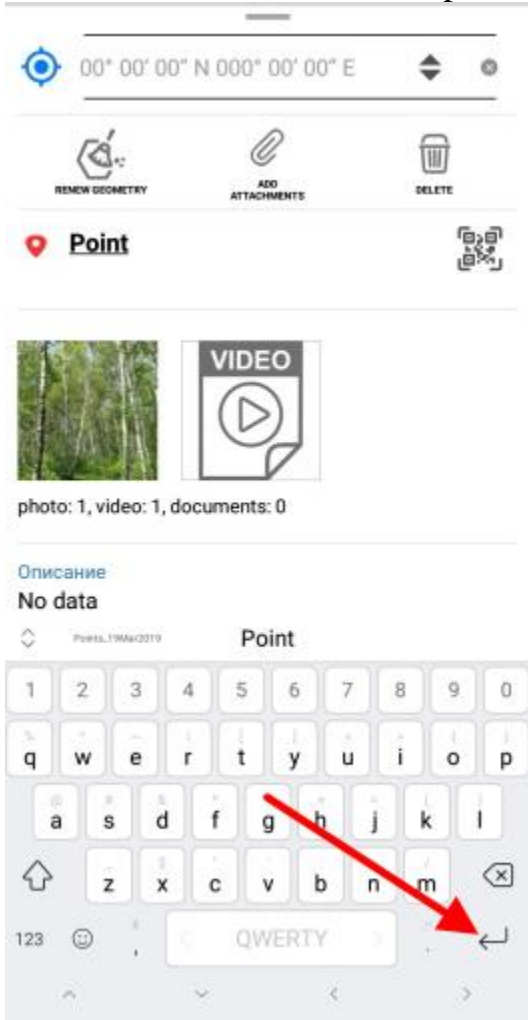 00° 00' 00" N 000° 00' 00" E
RENEW GEOMETRY
ADD
ATTACHMENTS
DELETE
Point
VIDEO
photo: 1, video: 1, documents: 0
Описание
No data
Points_19Mar2019 Point
1 2 3 4 5 6 7 8 9 0
q w e r t y u i o p
a s d f g h j k l
z x c v b n m
123 , QWERTY .